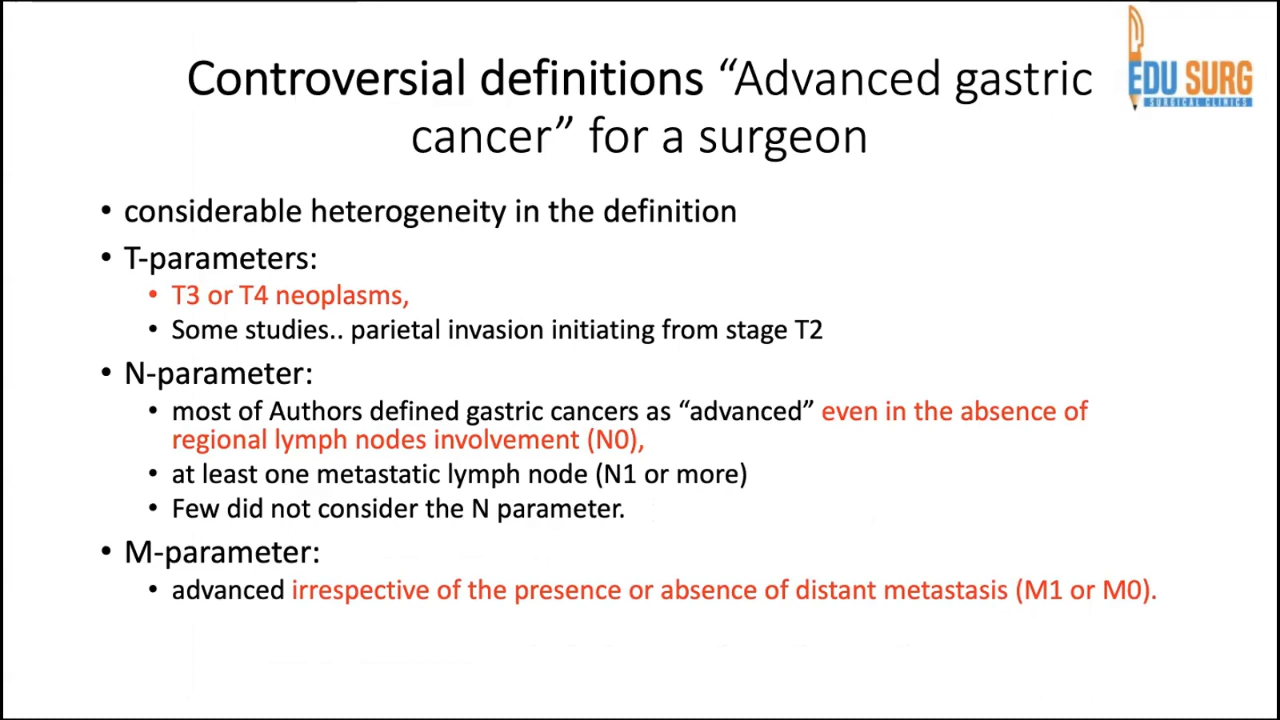 Controversial definitions “Advanced gastric
cancer” for a surgeon
EDU SURG
SURGICAL CLINICS
• considerable heterogeneity in the definition
• T-parameters:
• T3 or T4 neoplasms,
• Some studies.. parietal invasion initiating from stage T2
• N-parameter:
• most of Authors defined gastric cancers as “advanced” even in the absence of
regional lymph nodes involvement (N0),
• at least one metastatic lymph node (N1 or more)
• Few did not consider the N parameter.
• M-parameter:
• advanced irrespective of the presence or absence of distant metastasis (M1 or M0).